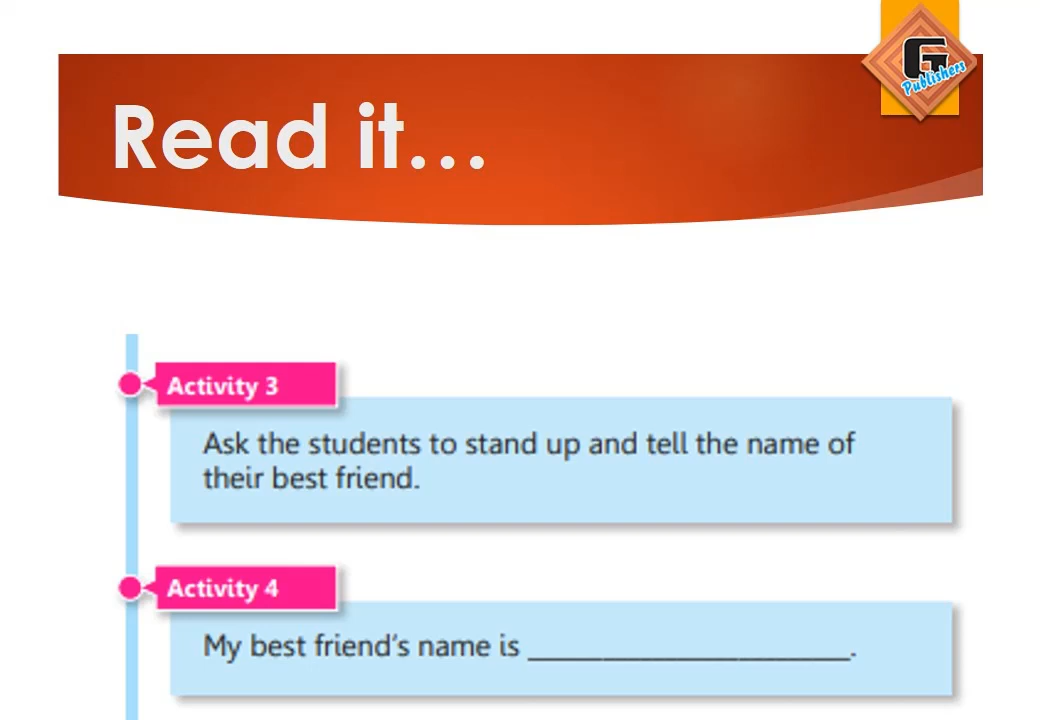 G
Publishers
Read it...
Activity 3
Ask the students to stand up and tell the name of
their best friend.
Activity 4
My best friend's name is ______________________.